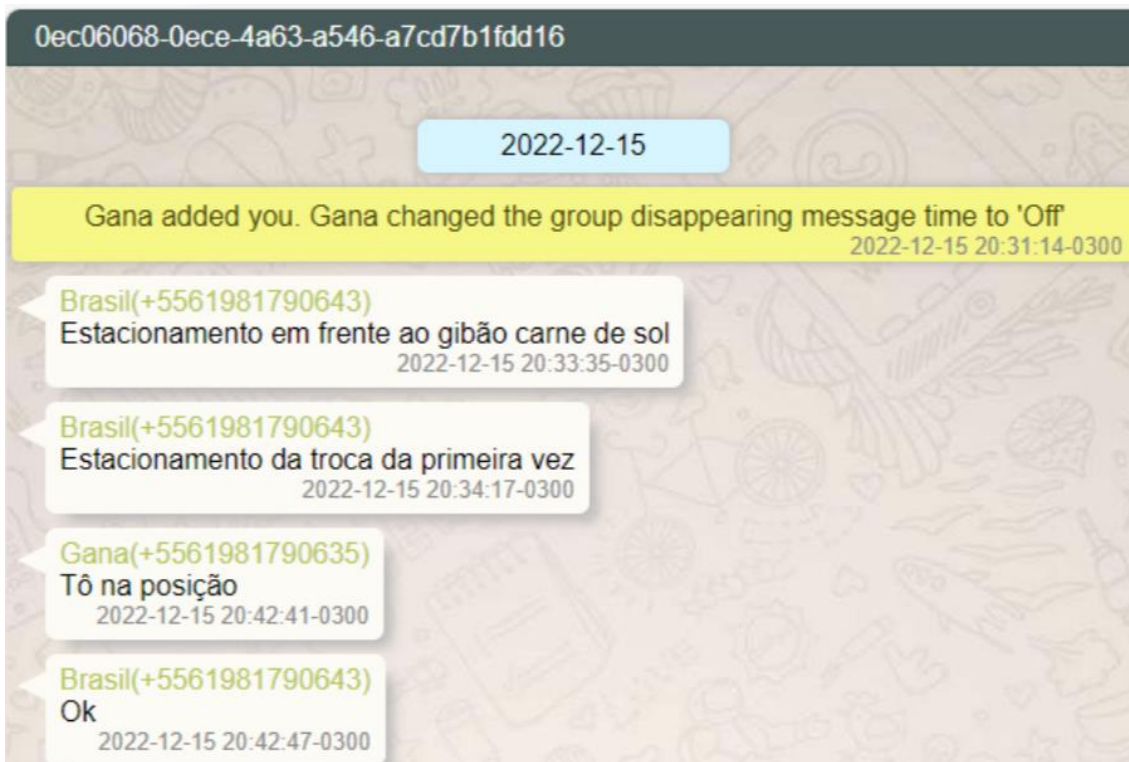 0ec06068-0ece-4a63-a546-a7cd7b1fdd16
2022-12-15
Gana added you. Gana changed the group disappearing message time to 'Off'
2022-12-15 20:31:14-0300
Brasil(+5561981790643)
Estacionamento em frente ao gibão carne de sol
2022-12-15 20:33:35-0300
Brasil(+5561981790643)
Estacionamento da troca da primeira vez
2022-12-15 20:34:17-0300
Gana(+5561981790635)
Tô na posição
2022-12-15 20:42:41-0300
Brasil(+5561981790643)
Ok
2022-12-15 20:42:47-0300